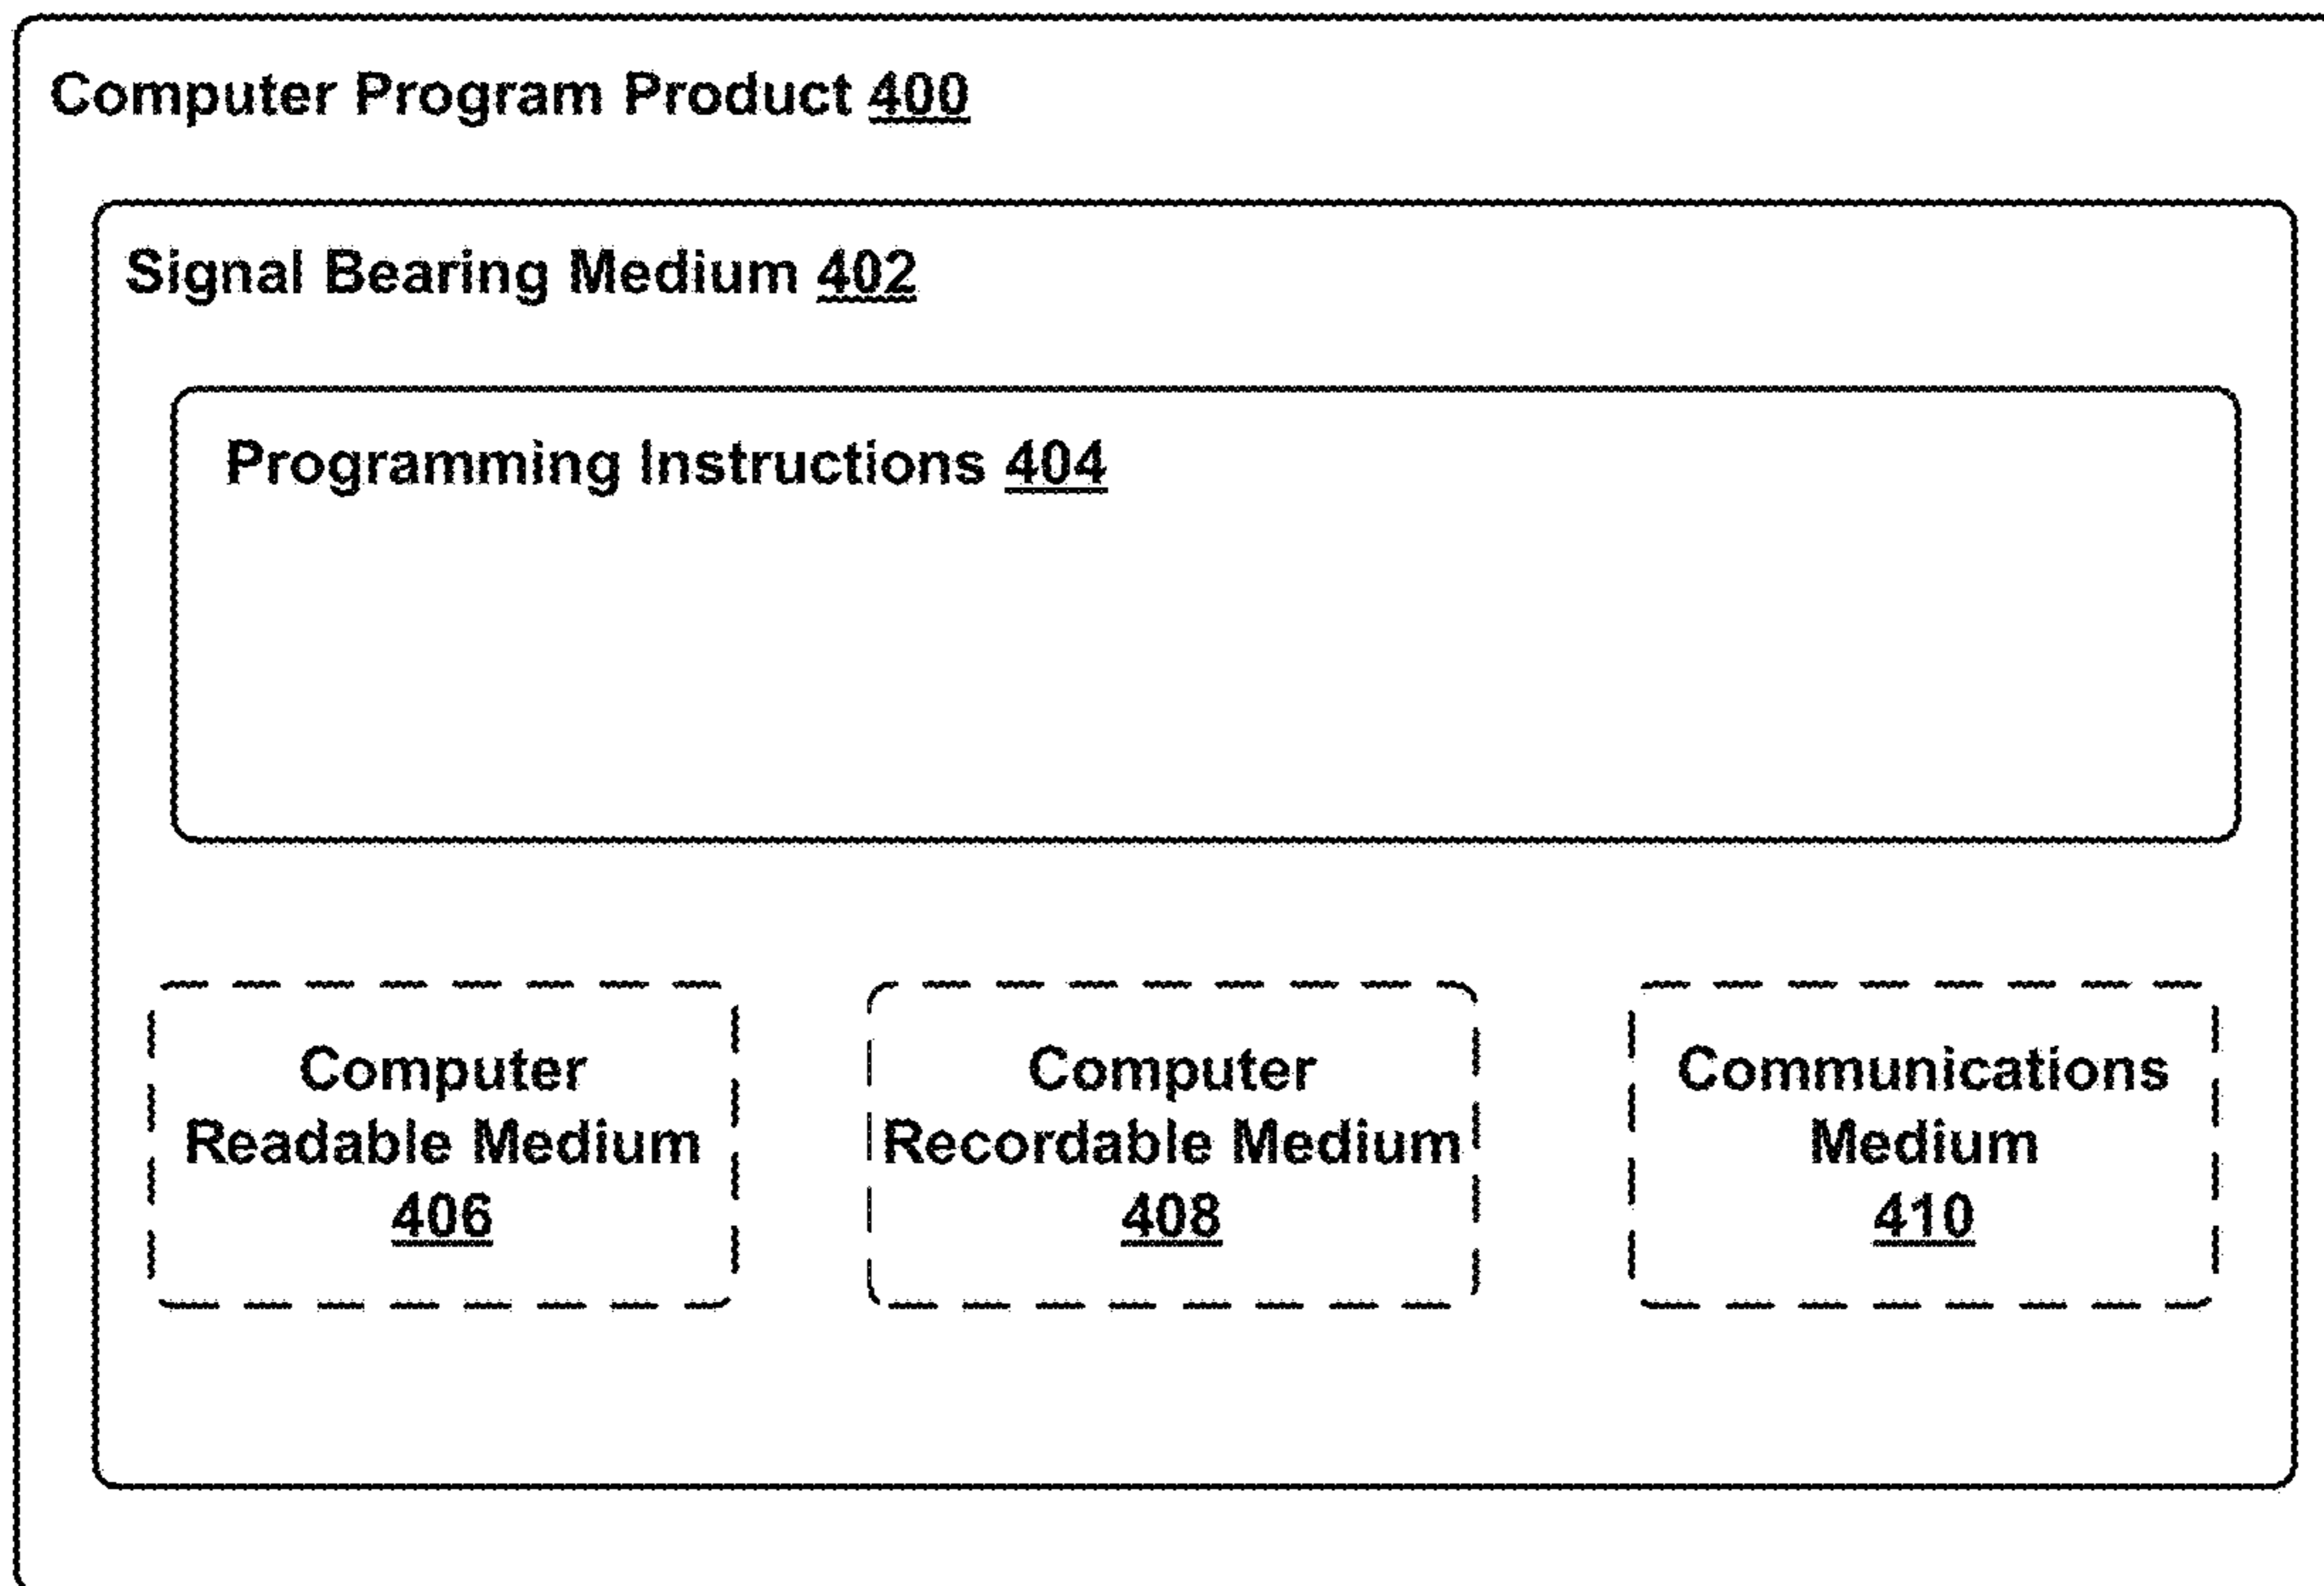 Computer Program Product 400
Signal Bearing Medium 402
Programming Instructions 404
Computer
Readable Medium
406
Computer
Recordable Medium
408
Communications
Medium
410